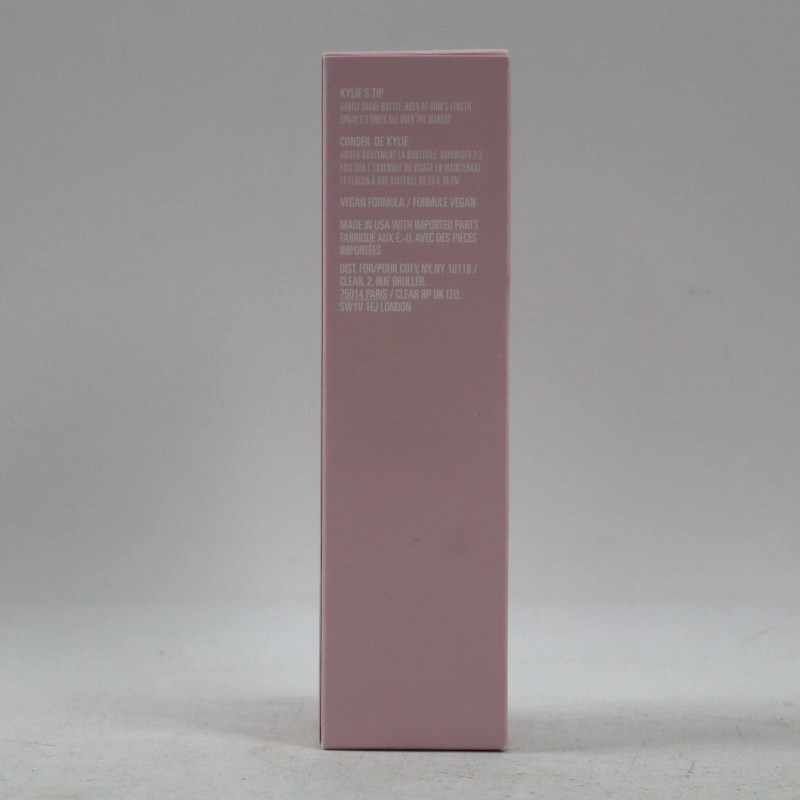 KYLIE'S TIP
GENTLY SHAKE BOTTLE, HOLD AT ARM'S LENGTH.
SPRAY 2-3 TIMES ALL OVER THE MAKEUP
CONSEIL DE KYLIE
AGITER DOUCEMENT LA BOUTEILLE. VAPORISER 2-3
FOIS SUR L'ENSEMBLE DU VISAGE EN MAINTENANT
LE FLACON À UNE DISTANCE DE 25 À 30 CM.
VEGAN FORMULA / FORMULE VEGAN
MADE IN USA WITH IMPORTED PARTS
FABRIQUÉ AUX É.-U. AVEC DES PIÈCES
IMPORTÉES
DIST. FOR/POUR COTY, NY, NY 10118 /
CLEAR, 2, RUE BRULLER,
75014 PARIS / CLEAR RP UK LTD,
SW1V 1EJ LONDON